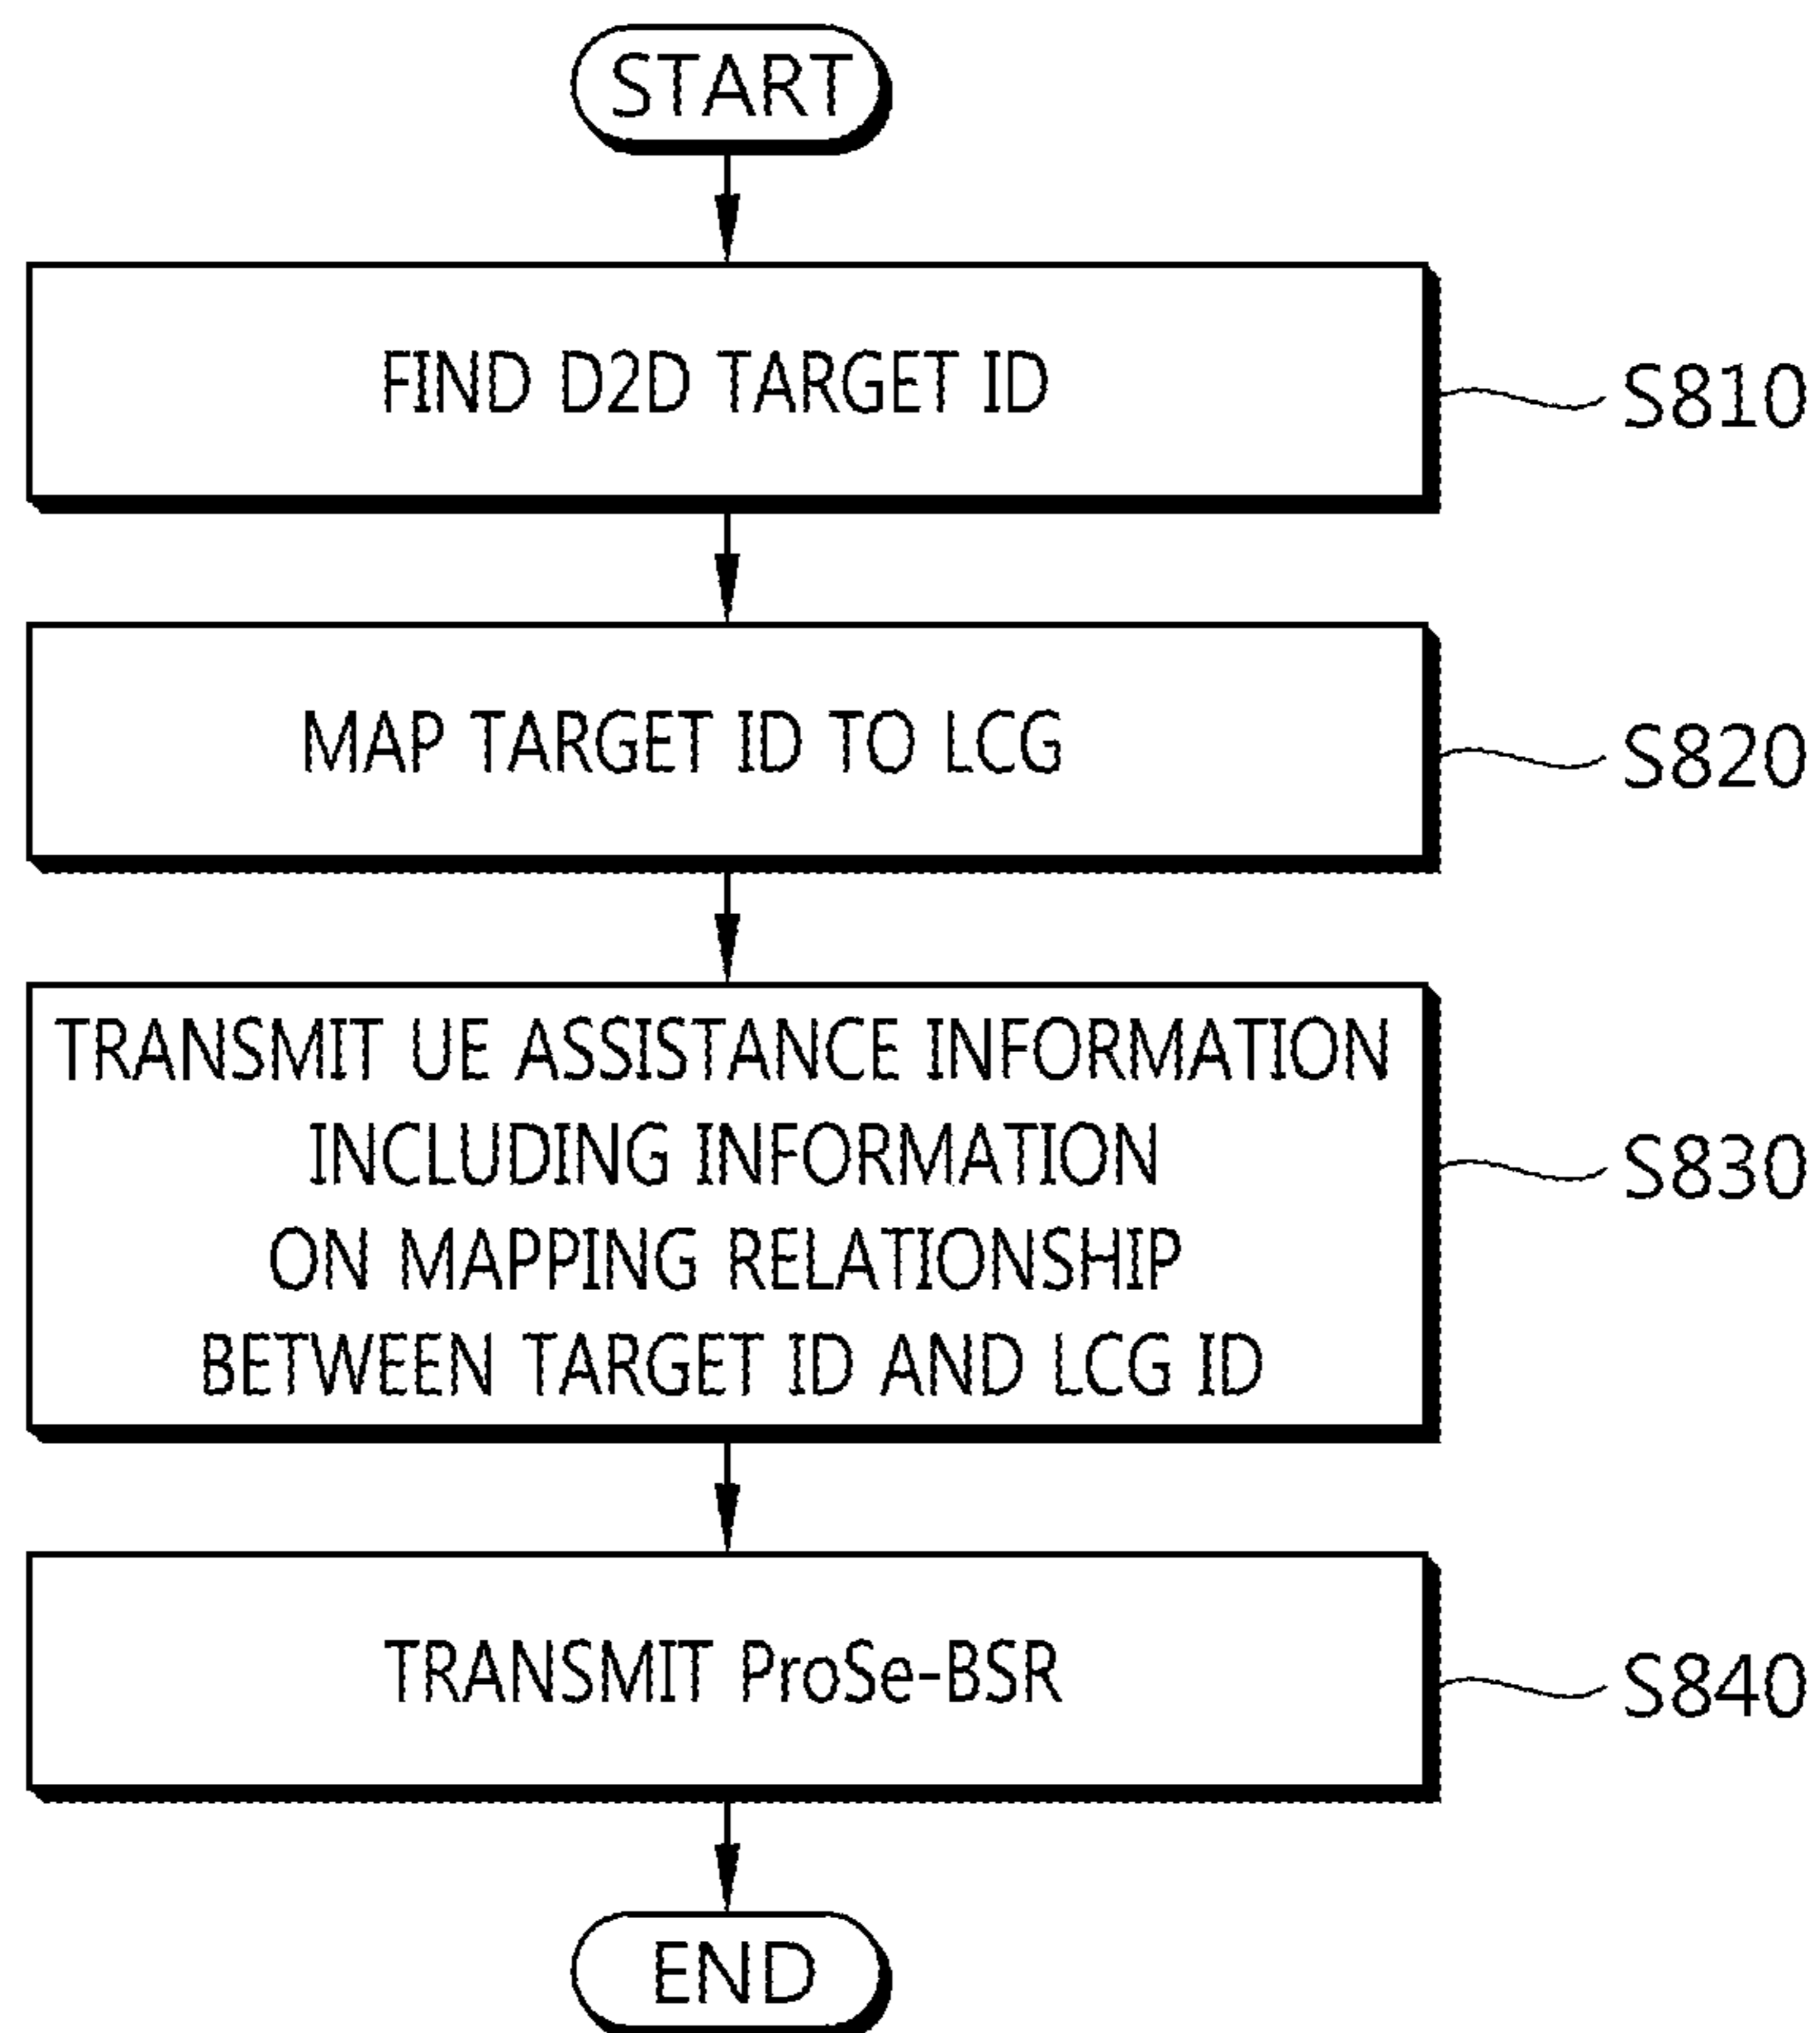 START
FIND D2D TARGET ID
S810
MAP TARGET ID TO LCG
S820
TRANSMIT UE ASSISTANCE INFORMATION
INCLUDING INFORMATION
ON MAPPING RELATIONSHIP
BETWEEN TARGET ID AND LCG ID
S830
TRANSMIT ProSe-BSR
S840
END